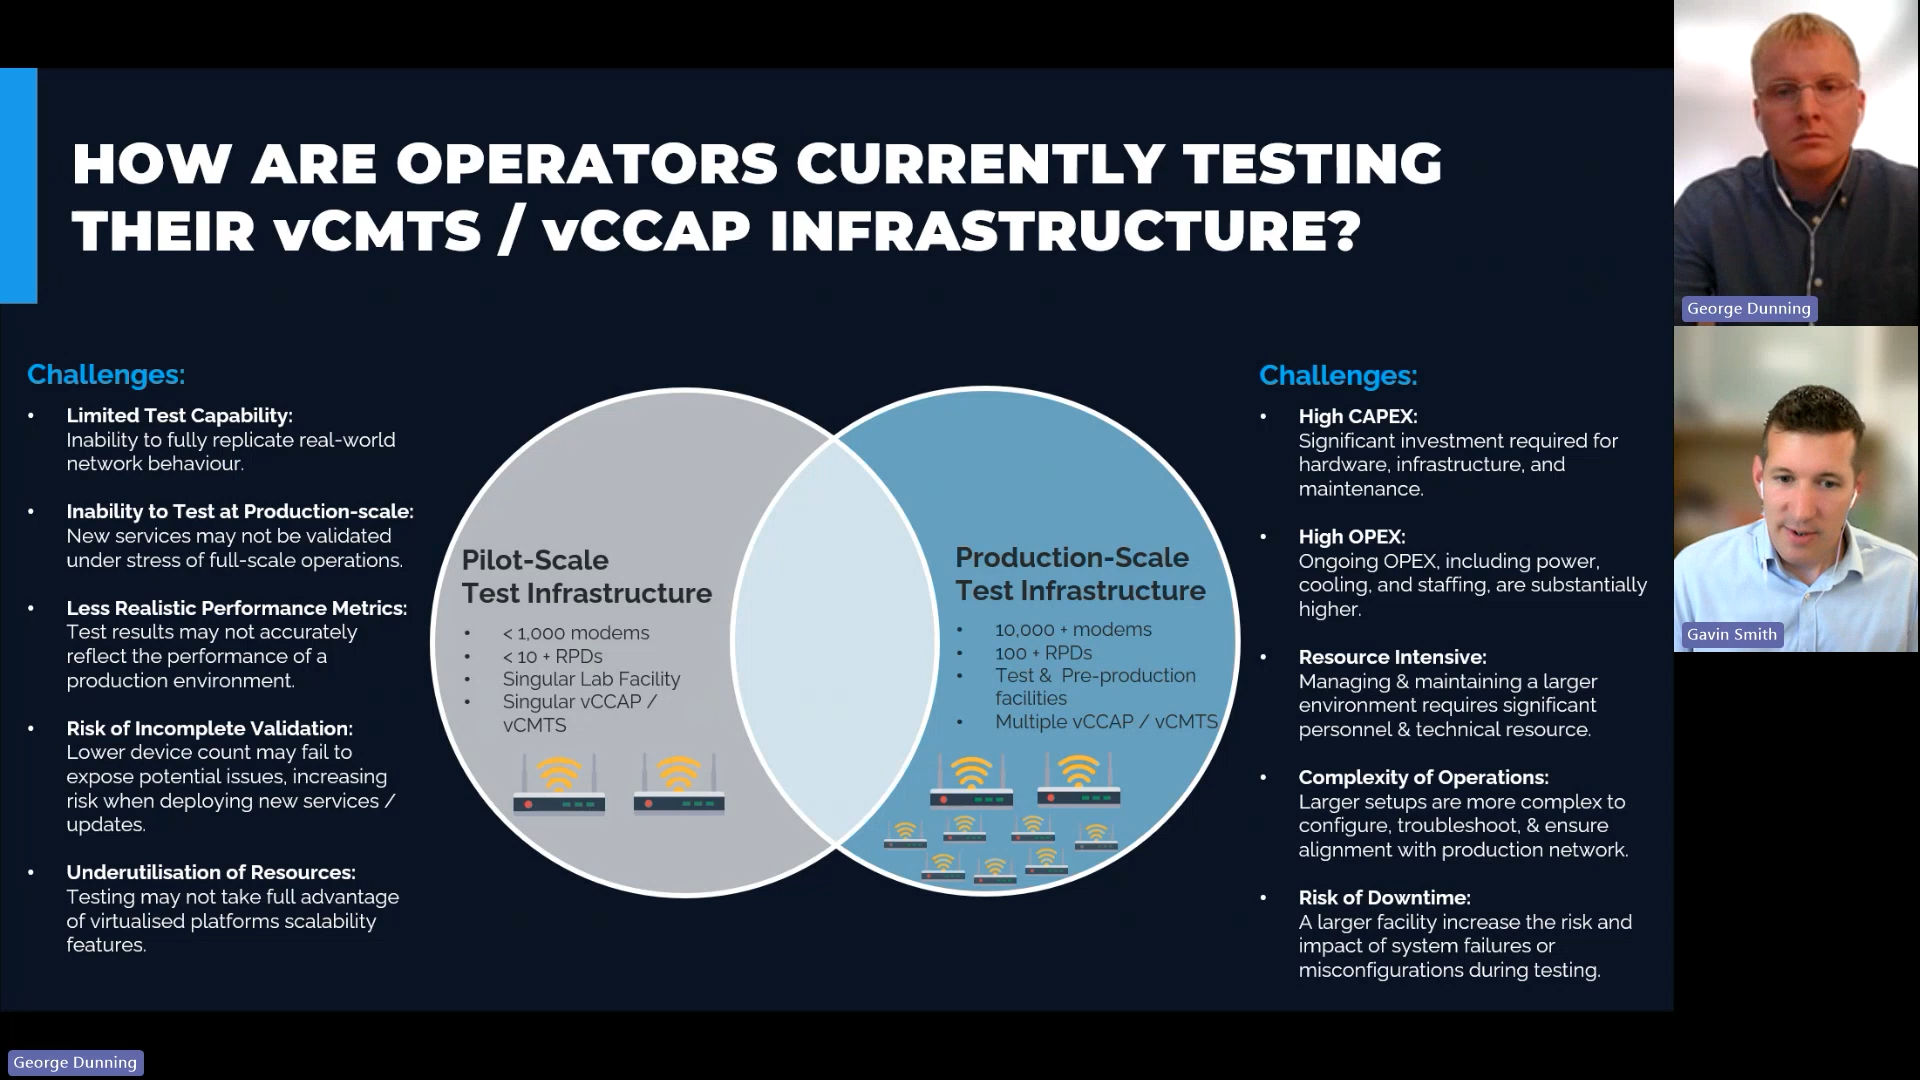 HOW ARE OPERATORS CURRENTLY TESTING
THEIR vCMTS / vCCAP INFRASTRUCTURE?
Challenges:
• Limited Test Capability:
Inability to fully replicate real-world
network behaviour.
• Inability to Test at Production-scale:
New services may not be validated
under stress of full-scale operations.
• Less Realistic Performance Metrics:
Test results may not accurately
reflect the performance of a
production environment.
• Risk of Incomplete Validation:
Lower device count may fail to
expose potential issues, increasing
risk when deploying new services /
updates.
• Underutilisation of Resources:
Testing may not take full advantage
of virtualised platforms scalability
features.
Pilot-Scale
Test Infrastructure
• < 1,000 modems
• < 10 + RPDs
• Singular Lab Facility
• Singular vCCAP /
vCMTS
Production-Scale
Test Infrastructure
• 10,000 + modems
• 100 + RPDs
• Test & Pre-production
facilities
• Multiple vCCAP / vCMTS
Challenges:
• High CAPEX:
Significant investment required for
hardware, infrastructure, and
maintenance.
• High OPEX:
Ongoing OPEX, including power,
cooling, and staffing, are substantially
higher.
• Resource Intensive:
Managing & maintaining a larger
environment requires significant
personnel & technical resource.
• Complexity of Operations:
Larger setups are more complex to
configure, troubleshoot, & ensure
alignment with production network.
• Risk of Downtime:
A larger facility increase the risk and
impact of system failures or
misconfigurations during testing.
George Dunning
Gavin Smith
George Dunning